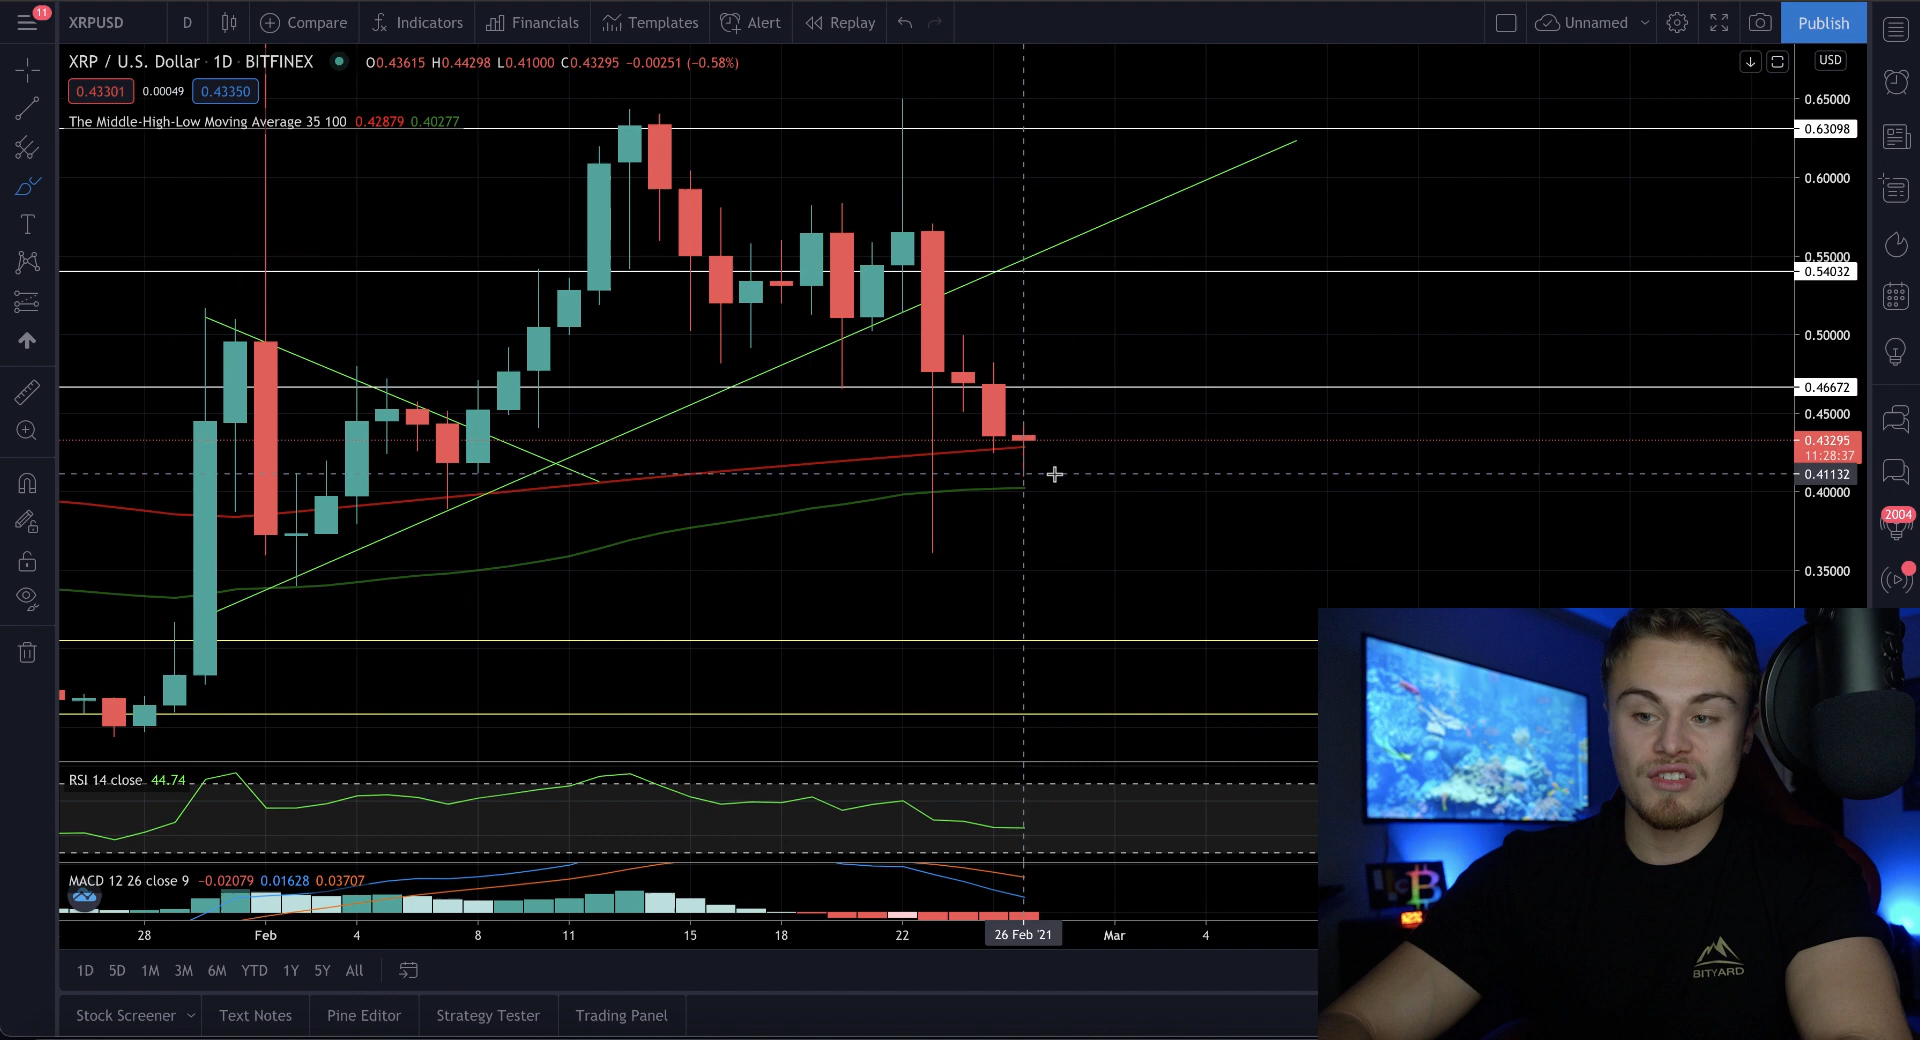 11
XRPUSD D Compare Indicators Financials Templates Alert Replay Unnamed Publish
XRP / U.S. Dollar · 1D · BITFINEX O0.43615 H0.44298 L0.41000 C0.43295 −0.00251 (−0.58%)
USD
0.43301 0.00049 0.43350
The Middle-High-Low Moving Average 35 100 0.42879 0.40277
0.65000
0.63098
0.60000
0.55000
0.54032
0.50000
0.46672
0.45000
0.43295
11:28:37
0.41132
0.40000
0.35000
2004
RSI 14 close 44.74
MACD 12 26 close 9 −0.02079 0.01628 0.03707
28 Feb 4 8 11 15 18 22 26 Feb '21 Mar 4
1D 5D 1M 3M 6M YTD 1Y 5Y All
Stock Screener Text Notes Pine Editor Strategy Tester Trading Panel
BITYARD